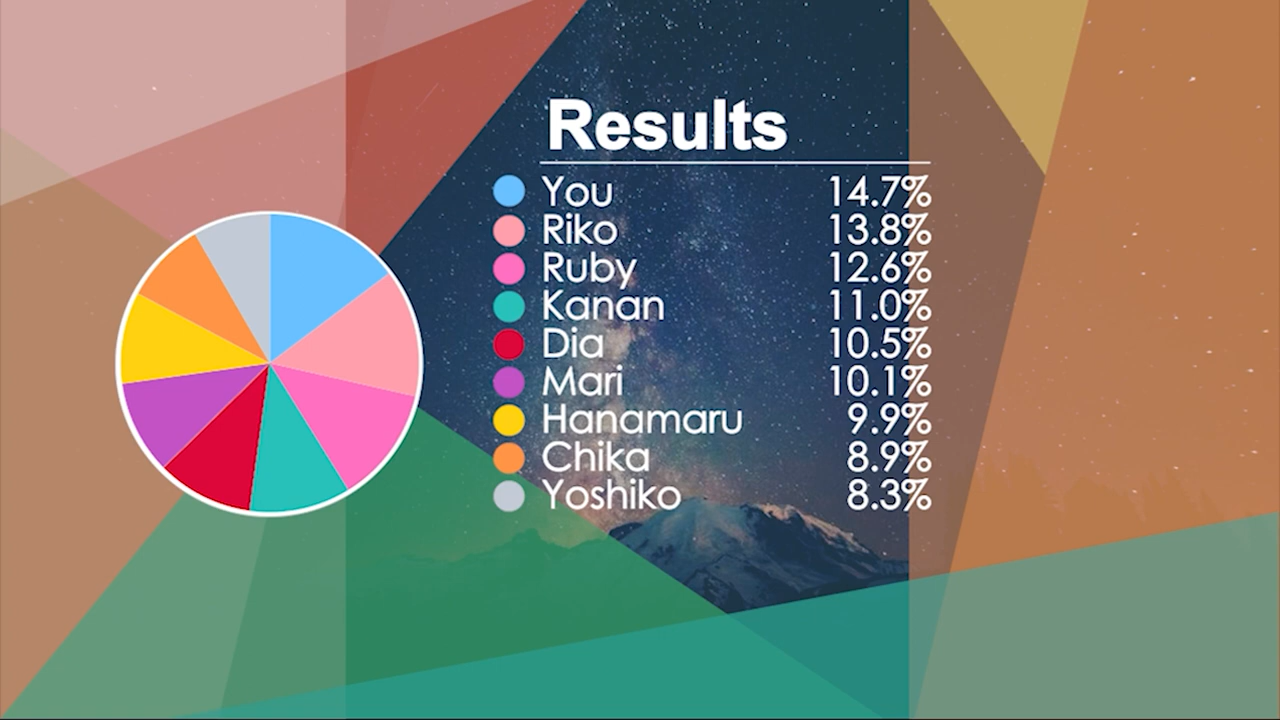 Results
You 14.7%
Riko 13.8%
Ruby 12.6%
Kanan 11.0%
Dia 10.5%
Mari 10.1%
Hanamaru 9.9%
Chika 8.9%
Yoshiko 8.3%